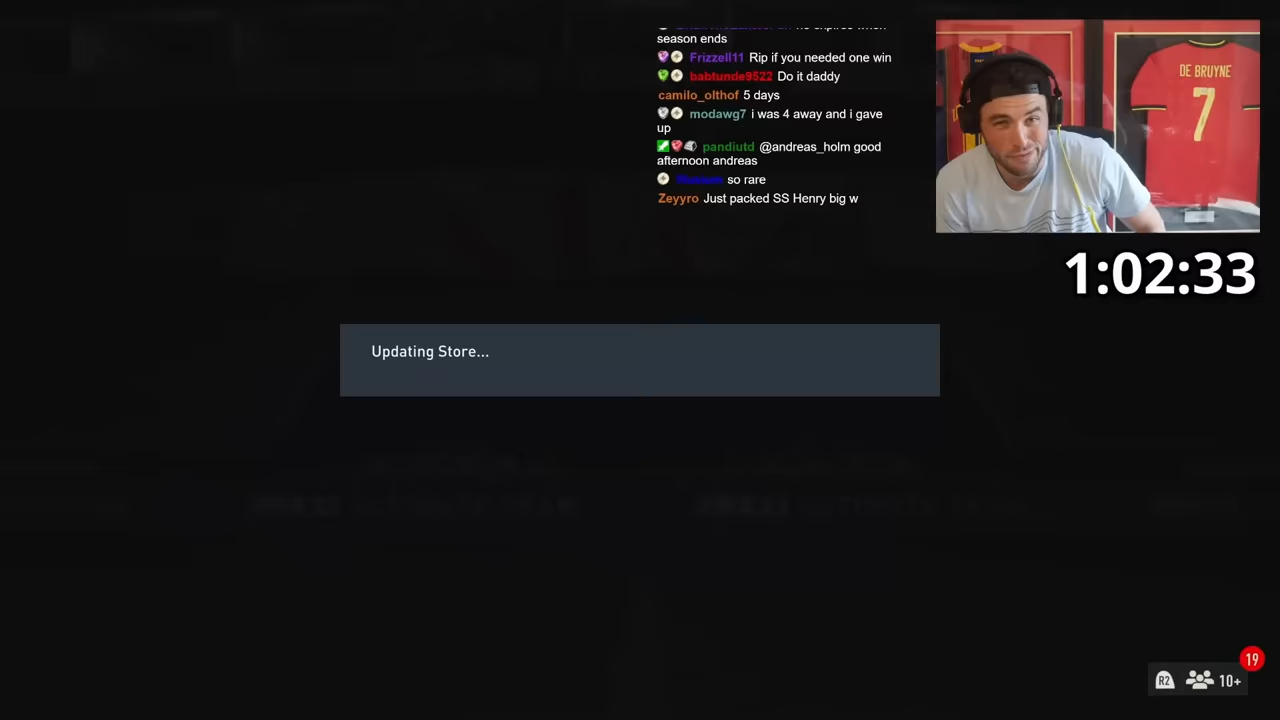 season ends
Frizzell11 Rip if you needed one win
babtunde9522 Do it daddy
camilo_olthof 5 days
modawg7 i was 4 away and i gave
up
pandiutd @andreas_holm good
afternoon andreas
so rare
Zeyyro Just packed SS Henry big w
DE BRUYNE
7
1:02:33
Updating Store...
19
R2 10+